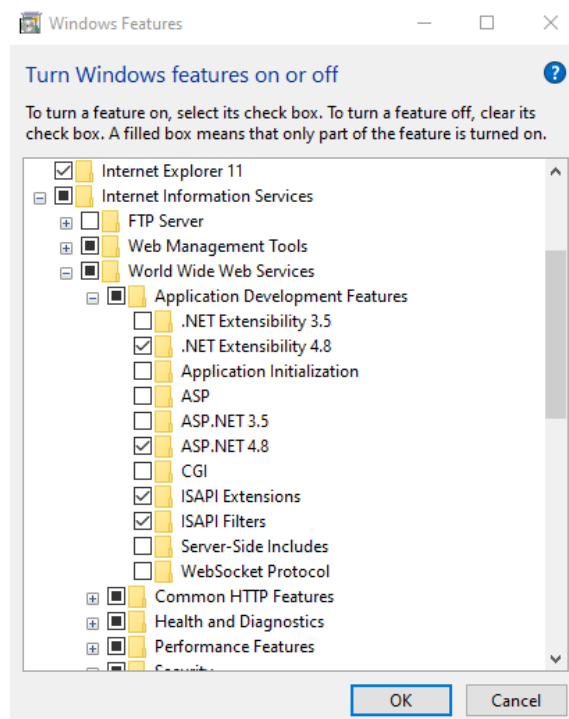 Windows Features
Turn Windows features on or off
?
To turn a feature on, select its check box. To turn a feature off, clear its
check box. A filled box means that only part of the feature is turned on.
Internet Explorer 11
Internet Information Services
FTP Server
Web Management Tools
World Wide Web Services
Application Development Features
.NET Extensibility 3.5
.NET Extensibility 4.8
Application Initialization
ASP
ASP.NET 3.5
ASP.NET 4.8
CGI
ISAPI Extensions
ISAPI Filters
Server-Side Includes
WebSocket Protocol
Common HTTP Features
Health and Diagnostics
Performance Features
Security
OK
Cancel